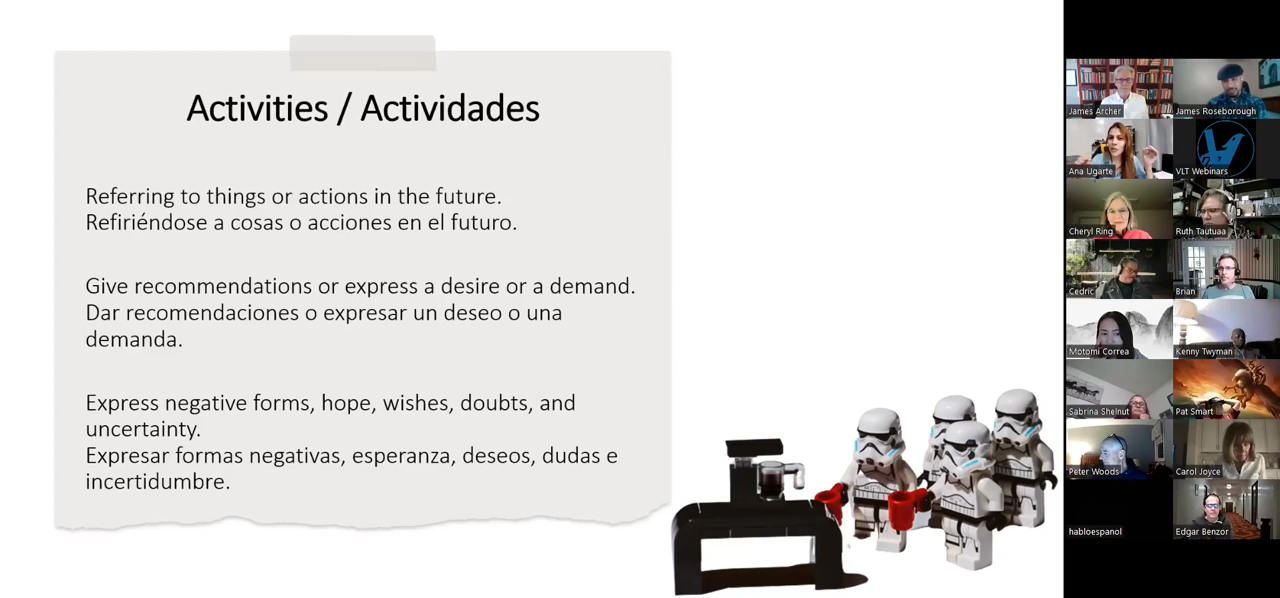 Activities / Actividades
Referring to things or actions in the future.
Refiriéndose a cosas o acciones en el futuro.
Give recommendations or express a desire or a demand.
Dar recomendaciones o expresar un deseo o una
demanda.
Express negative forms, hope, wishes, doubts, and
uncertainty.
Expresar formas negativas, esperanza, deseos, dudas e
incertidumbre.
James Archer
James Roseborough
Ana Ugarte
VLT Webinars
Cheryl Ring
Ruth Tautuaa
Cedric
Brian
Motomi Correa
Kenny Twyman
Sabrina Shelnut
Pat Smart
Peter Woods
Carol Joyce
habloespanol
Edgar Benzor